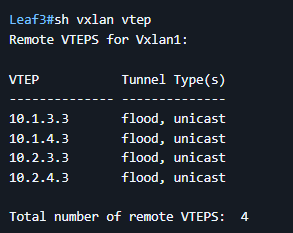 Leaf3#sh vxlan vtep
Remote VTEPS for Vxlan1:
VTEP Tunnel Type(s)
-------------- --------------
10.1.3.3 flood, unicast
10.1.4.3 flood, unicast
10.2.3.3 flood, unicast
10.2.4.3 flood, unicast
Total number of remote VTEPS: 4